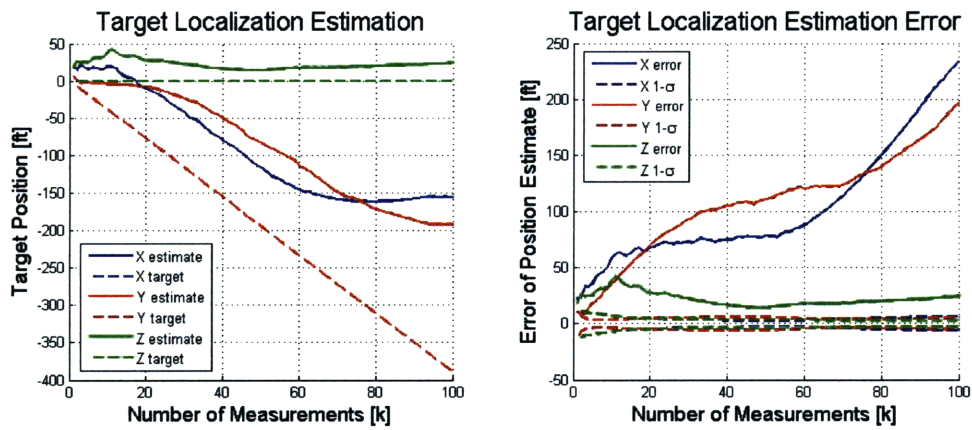 Target Localization Estimation
Target Position [ft]
50
0
-50
-100
-150
-200
-250
-300
-350
-400
X estimate
X target
Y estimate
Y target
Z estimate
Z target
0 20 40 60 80 100
Number of Measurements [k]
Target Localization Estimation Error
Error of Position Estimate [ft]
250
200
150
100
50
0
-50
X error
X 1-σ
Y error
Y 1-σ
Z error
Z 1-σ
0 20 40 60 80 100
Number of Measurements [k]